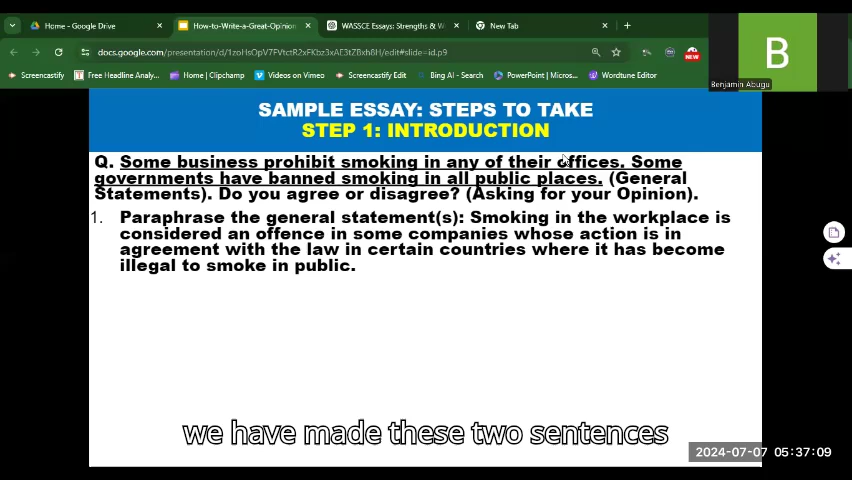 Home - Google Drive
How-to-Write-a-Great-Opinion
WASSCE Essays: Strengths & W
New Tab
docs.google.com/presentation/d/1zoHsOpV7FVtctR2xFKbz3xAE3tZBxh8H/edit#slide=id.p9
NEW
Screencastify
Free Headline Analy...
Home | Clipchamp
Videos on Vimeo
Screencastify Edit
Bing AI - Search
PowerPoint | Micros...
Wordtune Editor
B
Benjamin Abugu
SAMPLE ESSAY: STEPS TO TAKE
STEP 1: INTRODUCTION
Q. Some business prohibit smoking in any of their offices. Some
governments have banned smoking in all public places. (General
Statements). Do you agree or disagree? (Asking for your Opinion).
1. Paraphrase the general statement(s): Smoking in the workplace is
considered an offence in some companies whose action is in
agreement with the law in certain countries where it has become
illegal to smoke in public.
we have made these two sentences
2024-07-07 05:37:09